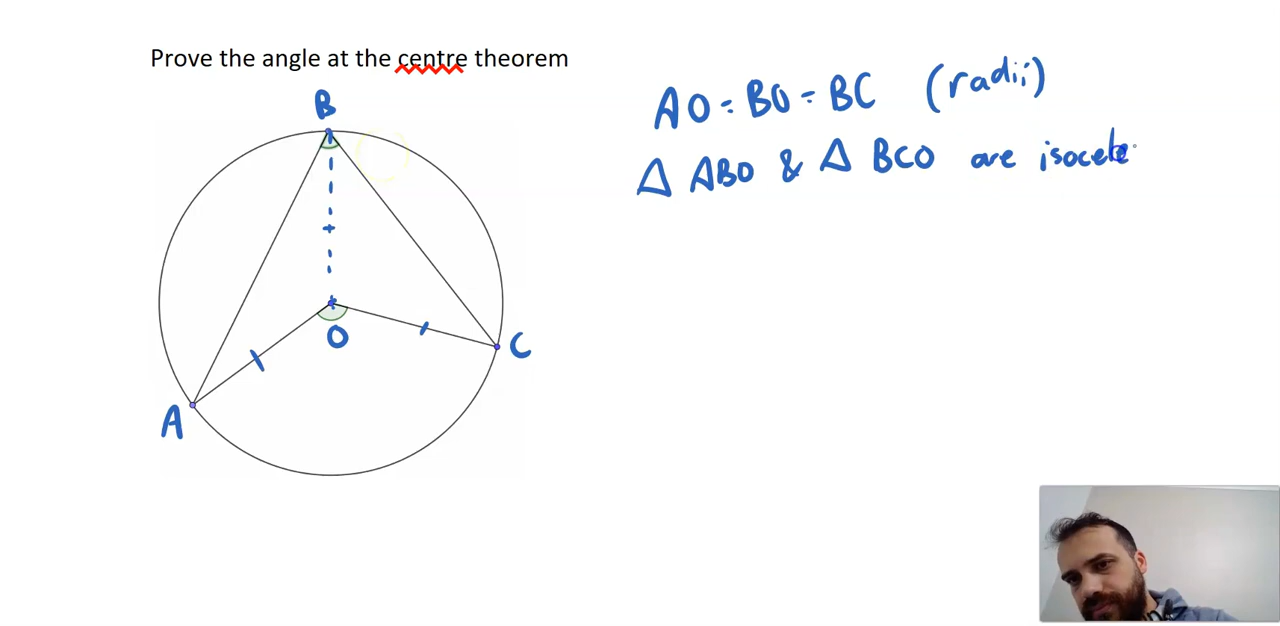 Prove the angle at the centre theorem
AO = BO = BC (radii)
△ ABO & △ BCO are isocele
B
O
C
A